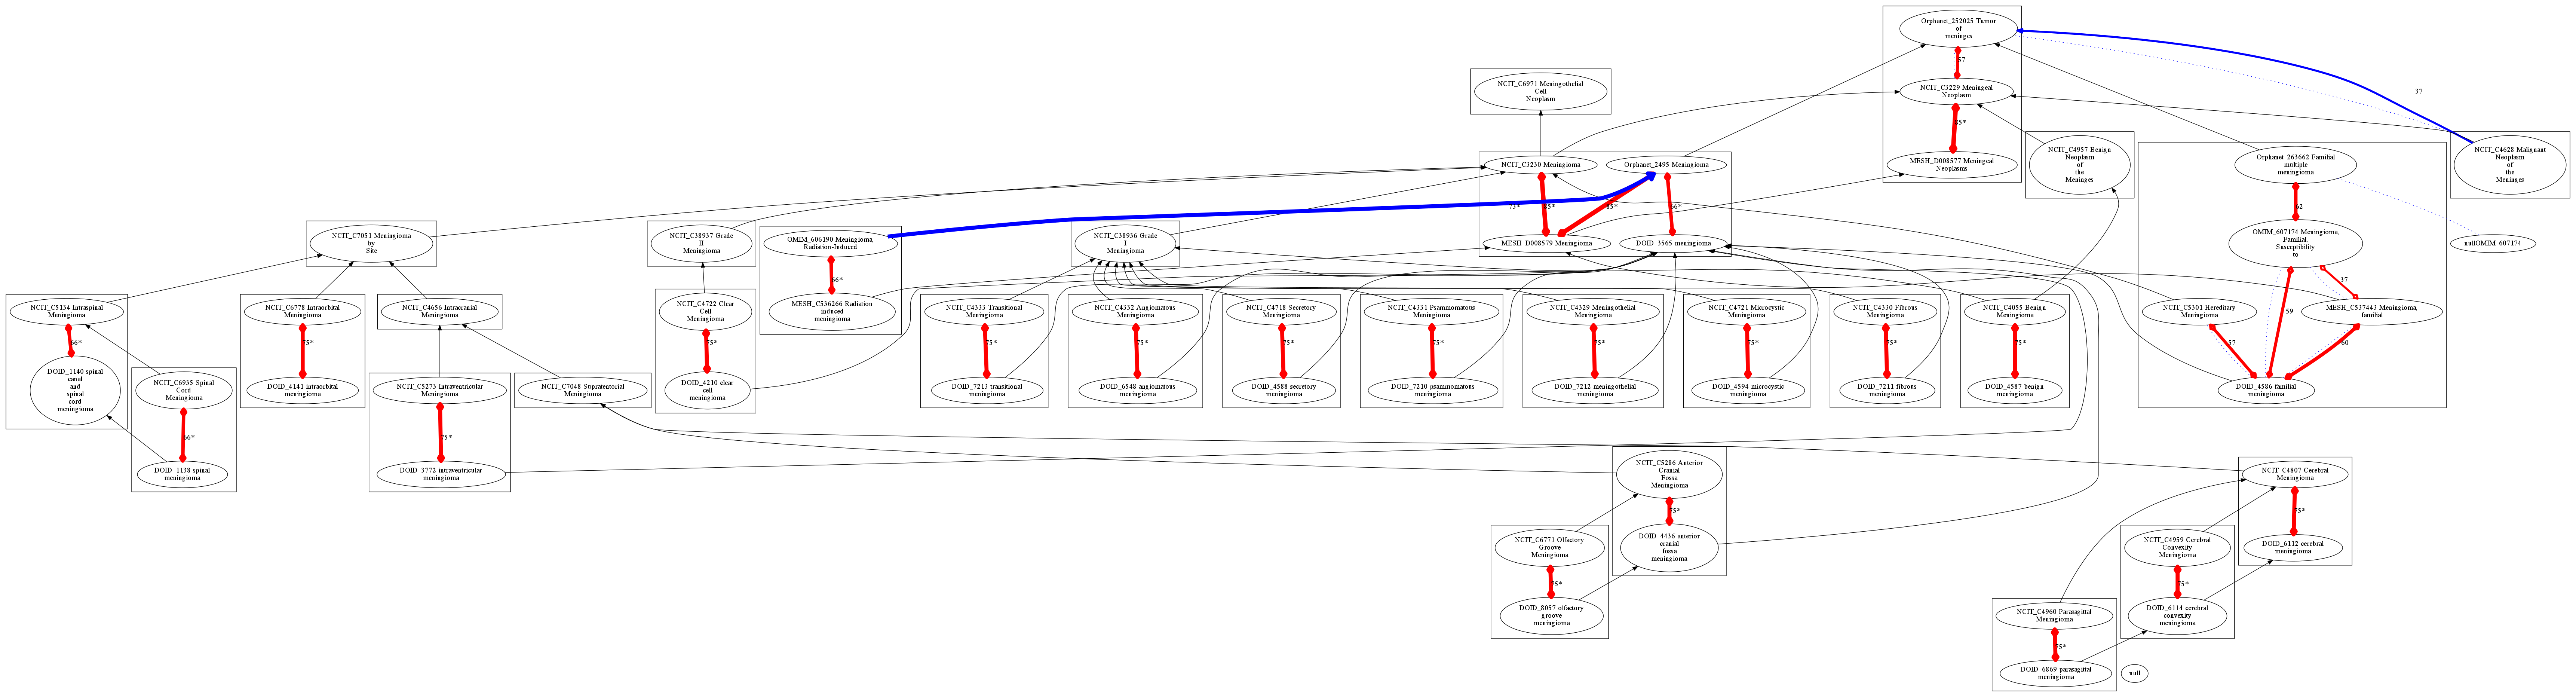 Orphanet_252025 Tumor
of
meninges
57
NCIT_C3229 Meningeal
Neoplasm
85*
MESH_D008577 Meningeal
Neoplasms
37
NCIT_C6971 Meningothelial
Cell
Neoplasm
NCIT_C4957 Benign
Neoplasm
of
the
Meninges
NCIT_C4628 Malignant
Neoplasm
of
the
Meninges
NCIT_C3230 Meningioma
Orphanet_2495 Meningioma
66*
MESH_D008579 Meningioma
DOID_3565 meningioma
Orphanet_263662 Familial
multiple
meningioma
62
OMIM_607174 Meningioma,
Familial,
Susceptibility
to
nullOMIM_607174
37
NCIT_C5301 Hereditary
Meningioma
MESH_C537443 Meningioma,
familial
59
57
60
DOID_4586 familial
meningioma
NCIT_C7051 Meningioma
by
Site
NCIT_C38937 Grade
II
Meningioma
OMIM_606190 Meningioma,
Radiation-Induced
66*
MESH_C536266 Radiation
induced
meningioma
NCIT_C38936 Grade
I
Meningioma
NCIT_C5134 Intraspinal
Meningioma
66*
DOID_1140 spinal
canal
and
spinal
cord
meningioma
NCIT_C6778 Intraorbital
Meningioma
75*
DOID_4141 intraorbital
meningioma
NCIT_C4656 Intracranial
Meningioma
NCIT_C4722 Clear
Cell
Meningioma
75*
DOID_4210 clear
cell
meningioma
NCIT_C4333 Transitional
Meningioma
75*
DOID_7213 transitional
meningioma
NCIT_C4332 Angiomatous
Meningioma
75*
DOID_6548 angiomatous
meningioma
NCIT_C4718 Secretory
Meningioma
75*
DOID_4588 secretory
meningioma
NCIT_C4331 Psammomatous
Meningioma
75*
DOID_7210 psammomatous
meningioma
NCIT_C4329 Meningothelial
Meningioma
75*
DOID_7212 meningothelial
meningioma
NCIT_C4721 Microcystic
Meningioma
75*
DOID_4594 microcystic
meningioma
NCIT_C4330 Fibrous
Meningioma
75*
DOID_7211 fibrous
meningioma
NCIT_C4055 Benign
Meningioma
75*
DOID_4587 benign
meningioma
NCIT_C6935 Spinal
Cord
Meningioma
66*
DOID_1138 spinal
meningioma
NCIT_C5273 Intraventricular
Meningioma
75*
DOID_3772 intraventricular
meningioma
NCIT_C7048 Supratentorial
Meningioma
NCIT_C5286 Anterior
Cranial
Fossa
Meningioma
75*
DOID_4436 anterior
cranial
fossa
meningioma
NCIT_C4807 Cerebral
Meningioma
75*
DOID_6112 cerebral
meningioma
NCIT_C6771 Olfactory
Groove
Meningioma
75*
DOID_8057 olfactory
groove
meningioma
NCIT_C4959 Cerebral
Convexity
Meningioma
75*
DOID_6114 cerebral
convexity
meningioma
NCIT_C4960 Parasagittal
Meningioma
75*
DOID_6869 parasagittal
meningioma
null